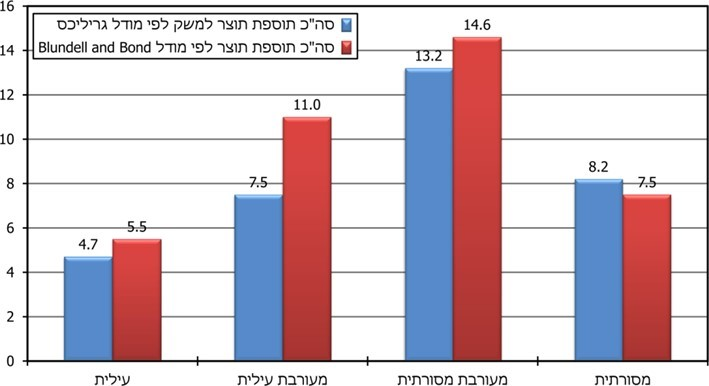 סה"כ תוספת תוצר למשק לפי מודל גריליכס
סה"כ תוספת תוצר לפי מודל Blundell and Bond
16
14
12
10
8
6
4
2
0
4.7
5.5
7.5
11.0
13.2
14.6
8.2
7.5
עילית
מעורבת עילית
מעורבת מסורתית
מסורתית